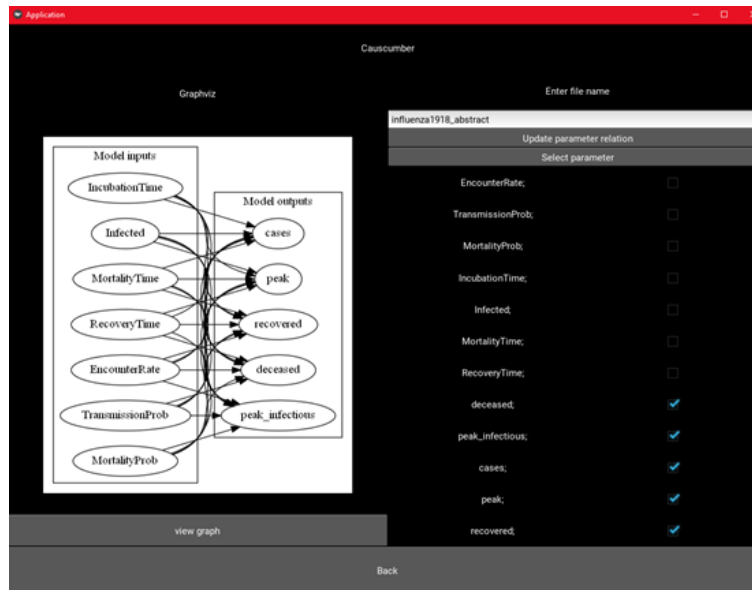 Application
Causcumber
Graphviz
Model inputs
IncubationTime
Infected
MortalityTime
RecoveryTime
EncounterRate
TransmissionProb
MortalityProb
Model outputs
cases
peak
recovered
deceased
peak_infectious
view graph
Enter file name
influenza1918_abstract
Update parameter relation
Select parameter
EncounterRate;
TransmissionProb;
MortalityProb;
IncubationTime;
Infected;
MortalityTime;
RecoveryTime;
deceased;
peak_infectious;
cases;
peak;
recovered;
Back